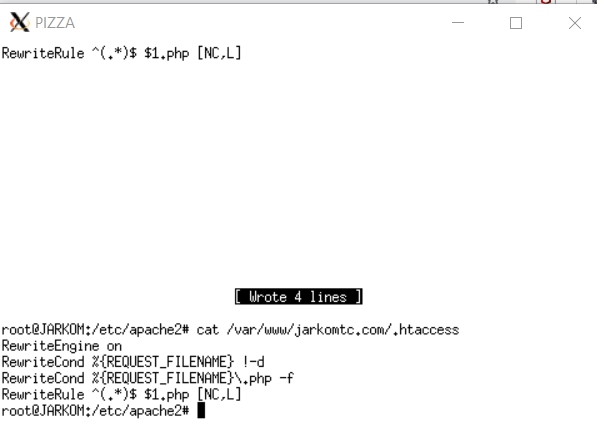 PIZZA
RewriteRule ^(.*)$ $1.php [NC,L]
[ Wrote 4 lines ]
root@JARKOM:/etc/apache2# cat /var/www/jarkomtc.com/.htaccess
RewriteEngine on
RewriteCond %{REQUEST_FILENAME} !-d
RewriteCond %{REQUEST_FILENAME}\.php -f
RewriteRule ^(.*)$ $1.php [NC,L]
root@JARKOM:/etc/apache2#